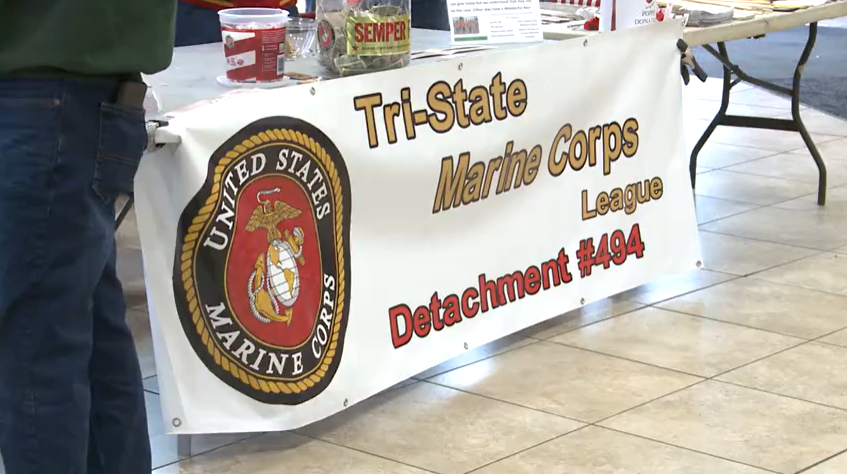 SEMPER
Tri-State
Marine Corps
League
Detachment #494
UNITED STATES
MARINE CORPS